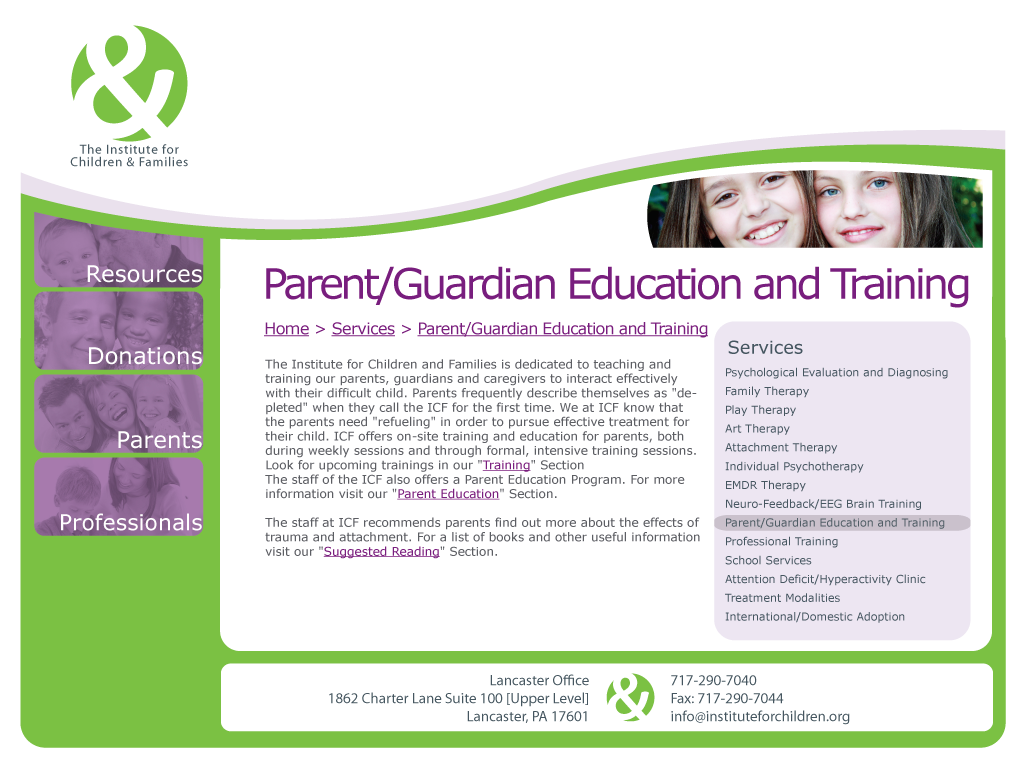 &
The Institute for
Children & Families
Resources
Donations
Parents
Professionals
Parent/Guardian Education and Training
Home > Services > Parent/Guardian Education and Training
The Institute for Children and Families is dedicated to teaching and
training our parents, guardians and caregivers to interact effectively
with their difficult child. Parents frequently describe themselves as "de-
pleted" when they call the ICF for the first time. We at ICF know that
the parents need "refueling" in order to pursue effective treatment for
their child. ICF offers on-site training and education for parents, both
during weekly sessions and through formal, intensive training sessions.
Look for upcoming trainings in our "Training" Section
The staff of the ICF also offers a Parent Education Program. For more
information visit our "Parent Education" Section.
The staff at ICF recommends parents find out more about the effects of
trauma and attachment. For a list of books and other useful information
visit our "Suggested Reading" Section.
Services
Psychological Evaluation and Diagnosing
Family Therapy
Play Therapy
Art Therapy
Attachment Therapy
Individual Psychotherapy
EMDR Therapy
Neuro-Feedback/EEG Brain Training
Parent/Guardian Education and Training
Professional Training
School Services
Attention Deficit/Hyperactivity Clinic
Treatment Modalities
International/Domestic Adoption
Lancaster Office
1862 Charter Lane Suite 100 [Upper Level]
Lancaster, PA 17601
&
717-290-7040
Fax: 717-290-7044
info@instituteforchildren.org